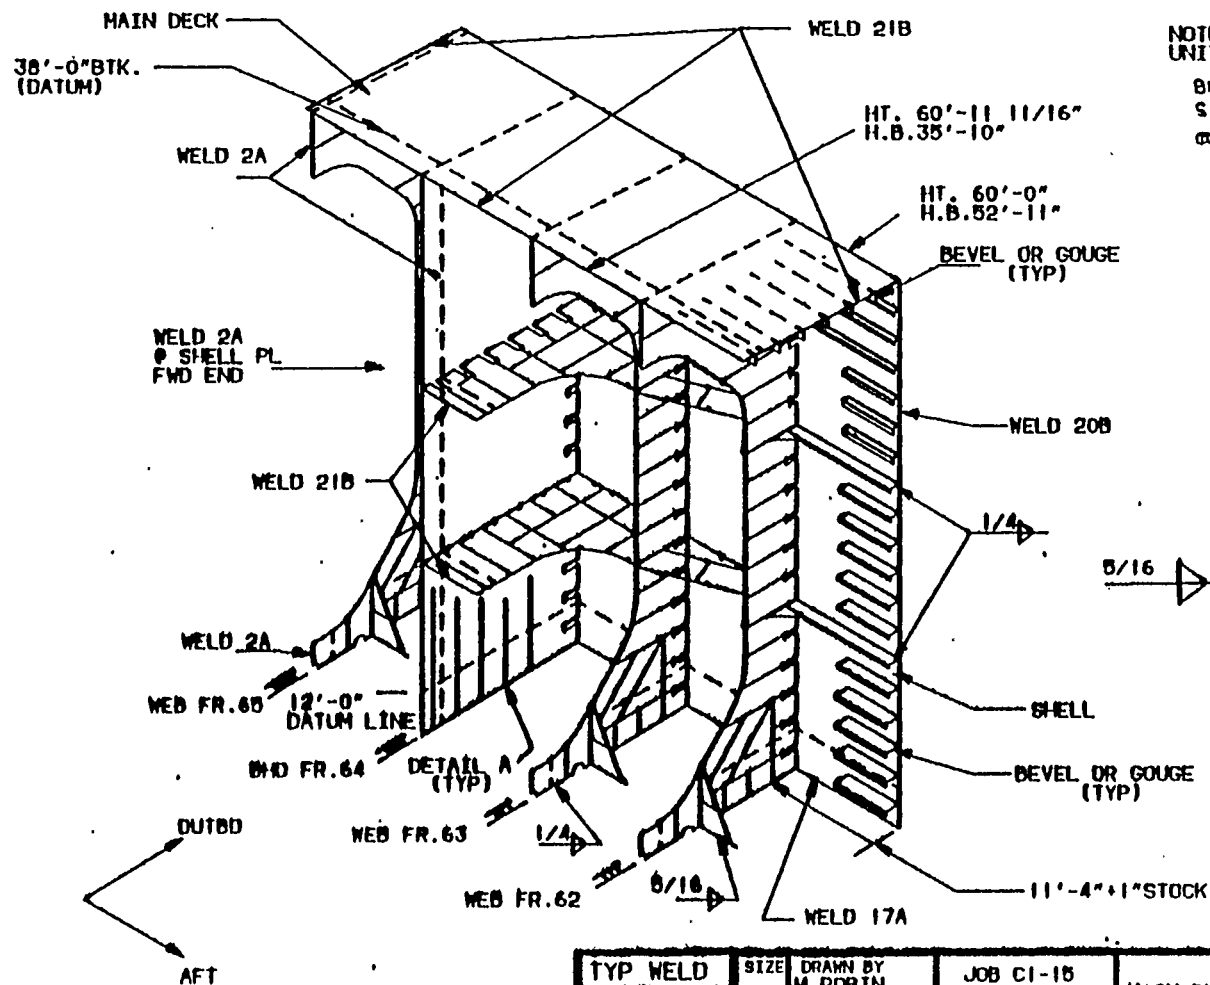 MAIN DECK
WELD 21B
38'-0"BTK.
(DATUM)
HT. 60'-11 11/16"
H.B.35'-10"
WELD 2A
HT. 60'-0"
H.B.52'-11"
BEVEL OR GOUGE
(TYP)
WELD 2A
@ SHELL PL
FWD END
WELD 20B
WELD 21B
1/4
5/16
WELD 2A
WEB FR.65
12'-0"
DATUM LINE
SHELL
BHD FR.64
DETAIL A
(TYP)
BEVEL OR GOUGE
(TYP)
OUTBD
WEB FR.63
1/4
WEB FR.62
5/16
11'-4"+1"STOCK
WELD 17A
AFT
TYP WELD
SIZE
DRAWN BY
JOB C1-15